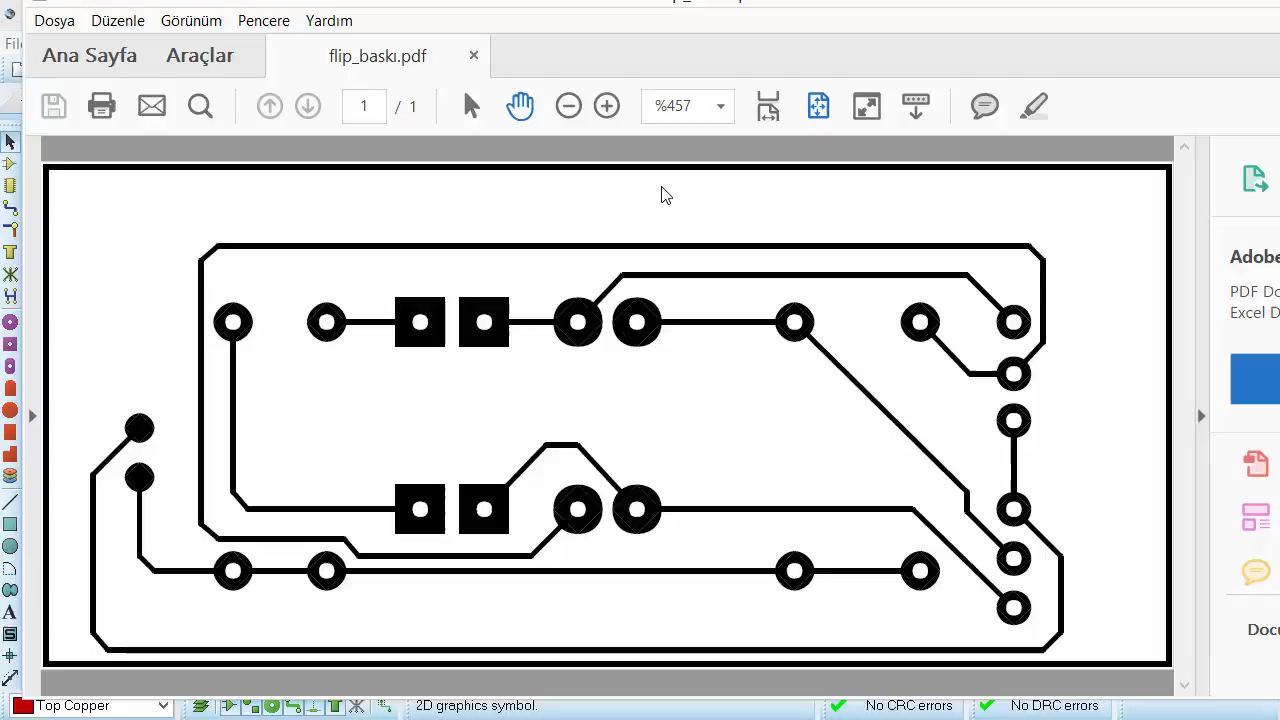 Dosya Düzenle Görünüm Pencere Yardım
File
Ana Sayfa Araçlar flip_baskı.pdf ×
1 / 1 %457
Adobe
PDF Do
Excel D
Docu
Top Copper 2D graphics symbol. No CRC errors No DRC errors